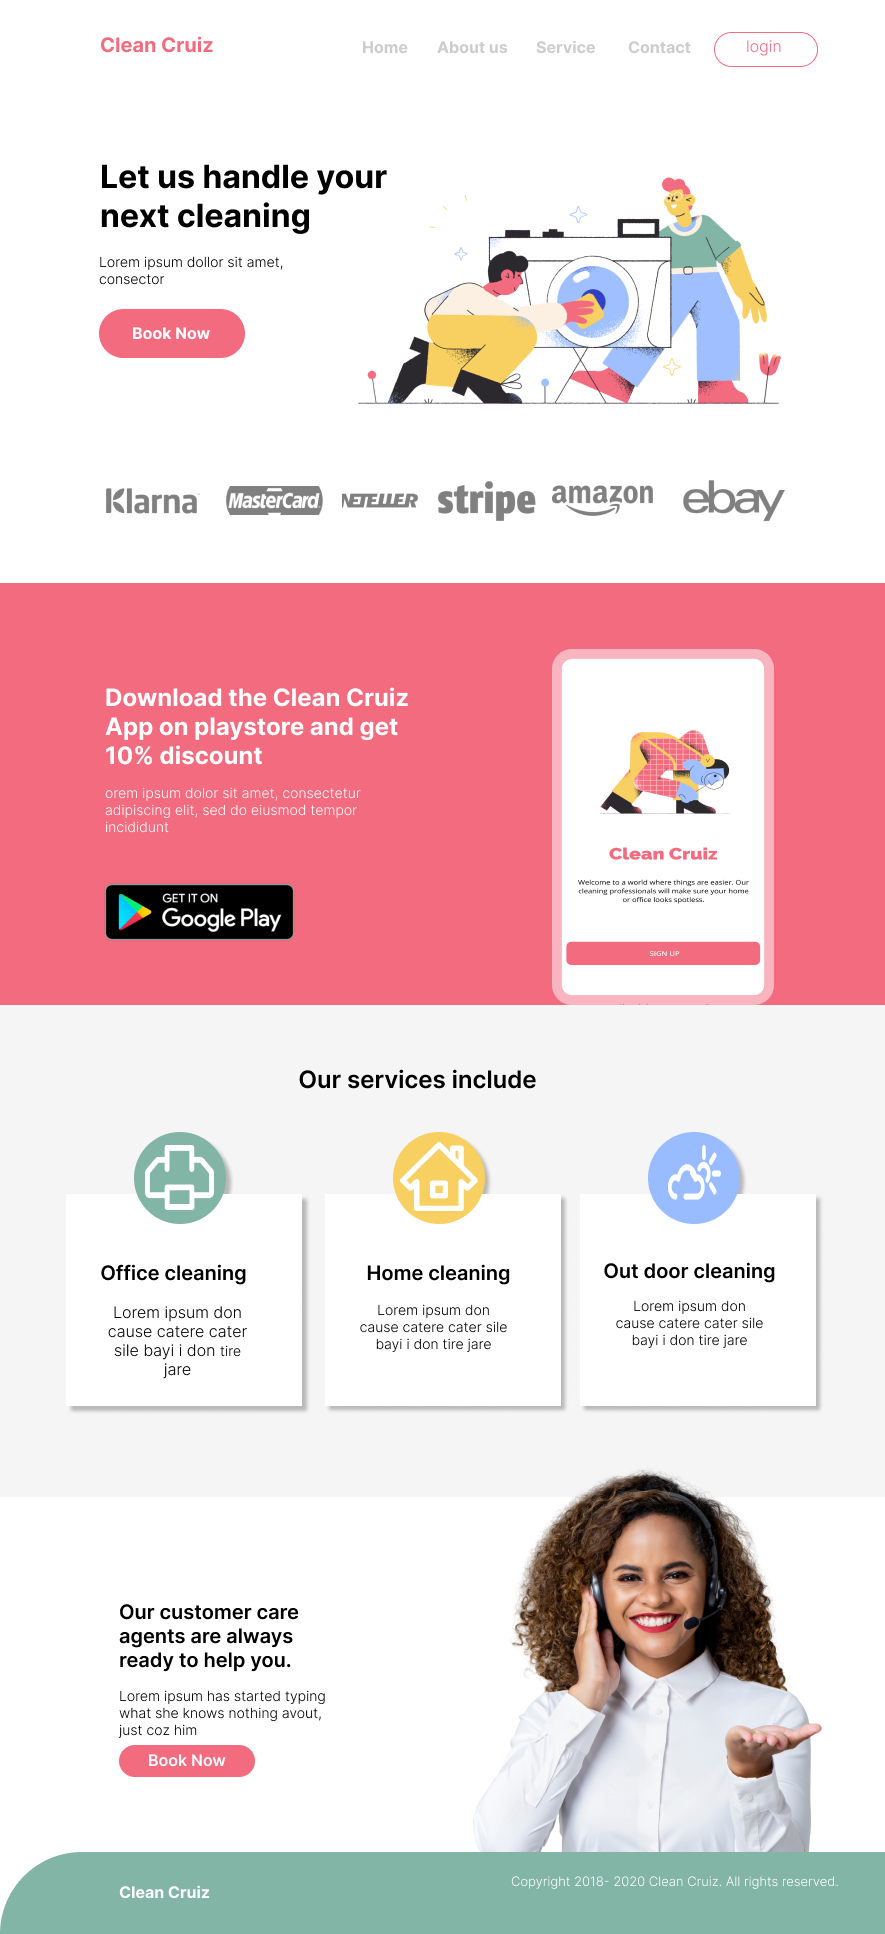 Clean Cruiz
Home About us Service Contact login
Let us handle your
next cleaning
Lorem ipsum dollor sit amet,
consector
Book Now
Klarna MasterCard NETELLER stripe amazon ebay
Download the Clean Cruiz
App on playstore and get
10% discount
orem ipsum dolor sit amet, consectetur
adipiscing elit, sed do eiusmod tempor
incididunt
GET IT ON
Google Play
Clean Cruiz
Welcome to a world where things are easier. Our
cleaning professionals will make sure your home
or office looks spotless.
SIGN UP
Our services include
Office cleaning
Lorem ipsum don
cause catere cater
sile bayi i don tire
jare
Home cleaning
Lorem ipsum don
cause catere cater sile
bayi i don tire jare
Out door cleaning
Lorem ipsum don
cause catere cater sile
bayi i don tire jare
Our customer care
agents are always
ready to help you.
Lorem ipsum has started typing
what she knows nothing avout,
just coz him
Book Now
Clean Cruiz
Copyright 2018- 2020 Clean Cruiz. All rights reserved.